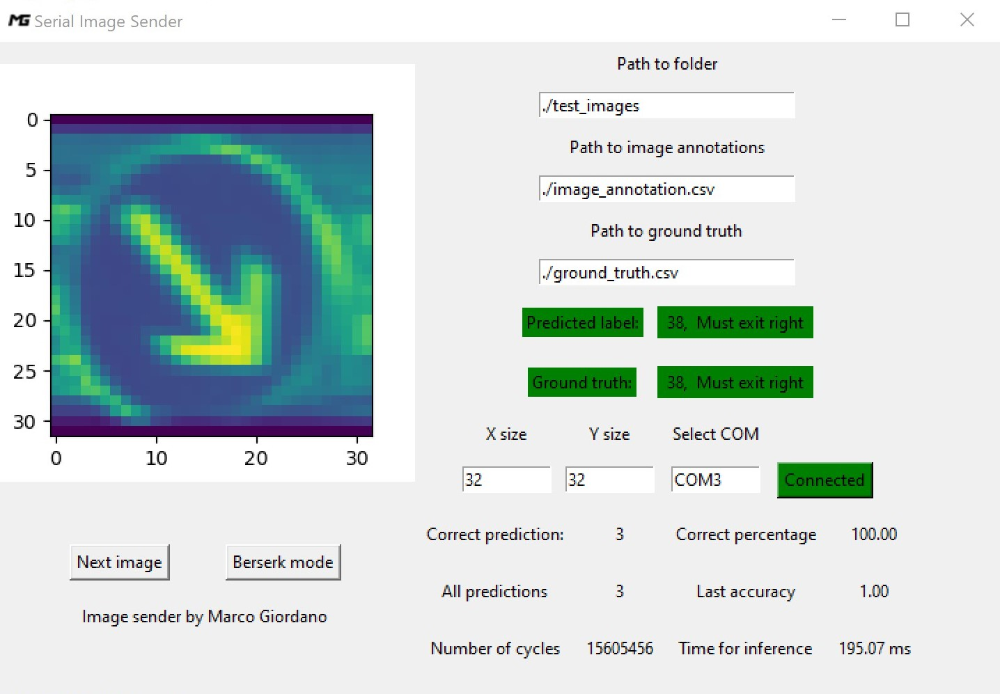 MG Serial Image Sender
Path to folder
./test_images
Path to image annotations
./image_annotation.csv
Path to ground truth
./ground_truth.csv
Predicted label: 38, Must exit right
Ground truth: 38, Must exit right
X size Y size Select COM
32 32 COM3 Connected
Correct prediction: 3 Correct percentage 100.00
All predictions 3 Last accuracy 1.00
Number of cycles 15605456 Time for inference 195.07 ms
0
5
10
15
20
25
30
0 10 20 30
Next image Berserk mode
Image sender by Marco Giordano